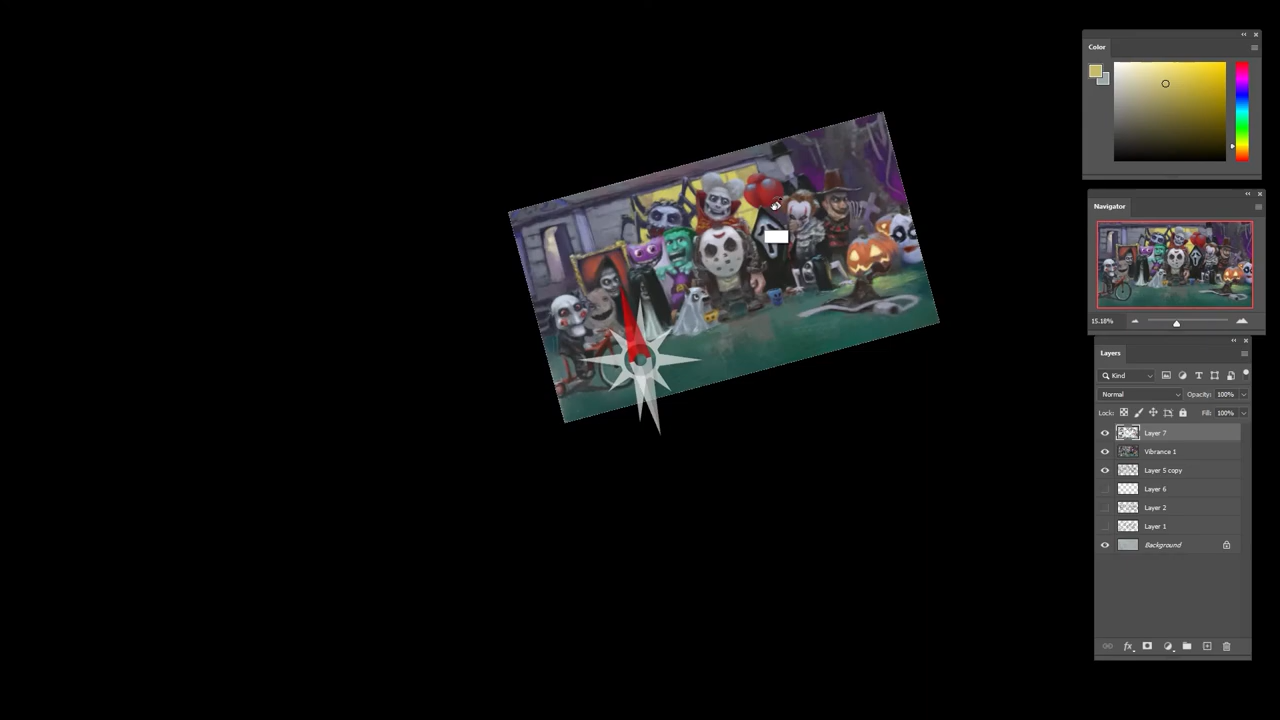 Color
Navigator
15.18%
Layers
Kind
Normal
Opacity: 100%
Lock:
Fill: 100%
Layer 7
Vibrance 1
Layer 5 copy
Layer 6
Layer 2
Layer 1
Background
fx